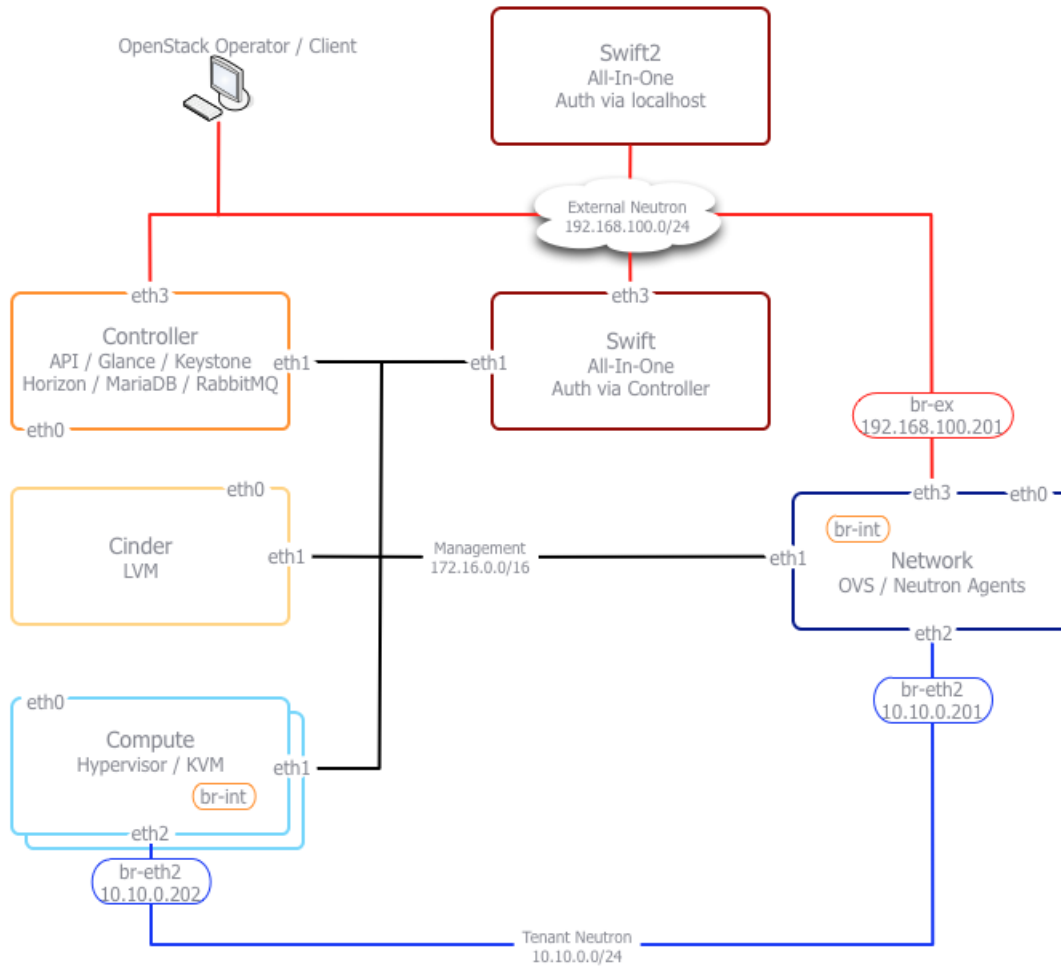 OpenStack Operator / Client
Swift2
All-In-One
Auth via localhost
External Neutron
192.168.100.0/24
eth3
Controller
API / Glance / Keystone
Horizon / MariaDB / RabbitMQ
eth1
eth0
eth3
eth1
Swift
All-In-One
Auth via Controller
br-ex
192.168.100.201
eth0
Cinder
LVM
eth1
Management
172.16.0.0/16
eth3
eth0
br-int
eth1
Network
OVS / Neutron Agents
eth2
br-eth2
10.10.0.201
eth0
Compute
Hypervisor / KVM
eth1
br-int
eth2
br-eth2
10.10.0.202
Tenant Neutron
10.10.0.0/24